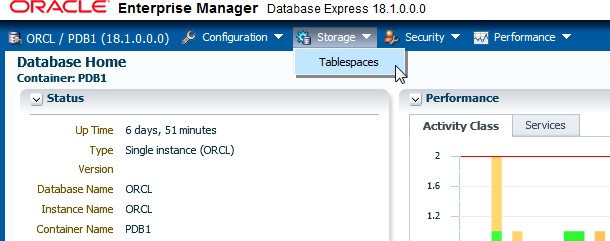 ORACLE Enterprise Manager Database Express 18.1.0.0.0
ORCL / PDB1 (18.1.0.0.0) Configuration Storage Security Performance
Tablespaces
Database Home
Container: PDB1
Status
Up Time 6 days, 51 minutes
Type Single instance (ORCL)
Version
Database Name ORCL
Instance Name ORCL
Container Name PDB1
Performance
Activity Class Services
2
1.6
1.2